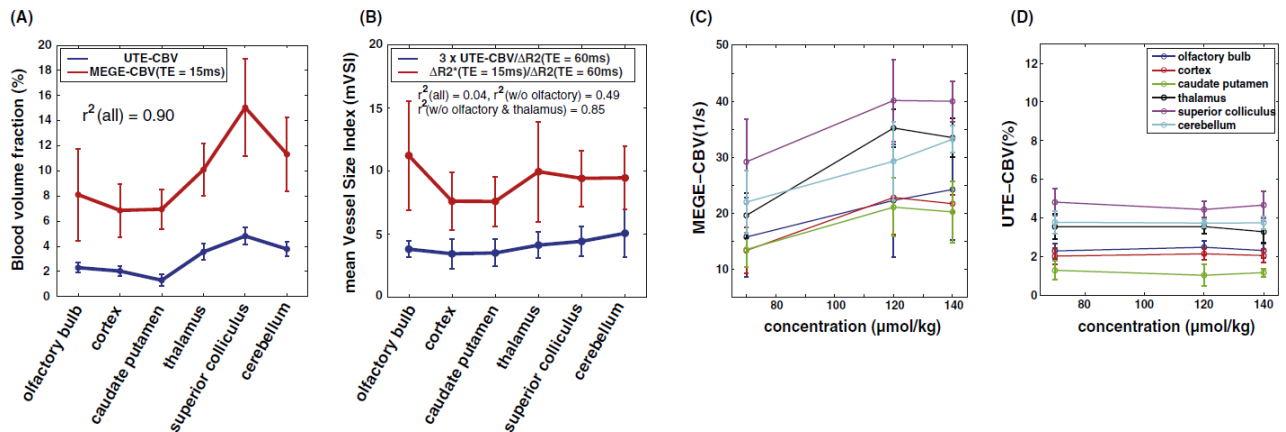 (A)
UTE-CBV
MEGE-CBV(TE = 15ms)
r²(all) = 0.90
Blood volume fraction (%)
20
18
16
14
12
10
8
6
4
2
0
olfactory bulb
cortex
caudate putamen
thalamus
superior colliculus
cerebellum
(B)
3 x UTE-CBV/ΔR2(TE = 60ms)
ΔR2*(TE = 15ms)/ΔR2(TE = 60ms)
r²(all) = 0.04, r²(w/o olfactory) = 0.49
r²(w/o olfactory & thalamus) = 0.85
mean Vessel Size Index (mVSI)
20
15
10
5
0
olfactory bulb
cortex
caudate putamen
thalamus
superior colliculus
cerebellum
(C)
MEGE-CBV(1/s)
50
40
30
20
10
80
100
120
140
concentration (μmol/kg)
(D)
olfactory bulb
cortex
caudate putamen
thalamus
superior colliculus
cerebellum
UTE-CBV(%)
12
10
8
6
4
2
0
80
100
120
140
concentration (μmol/kg)